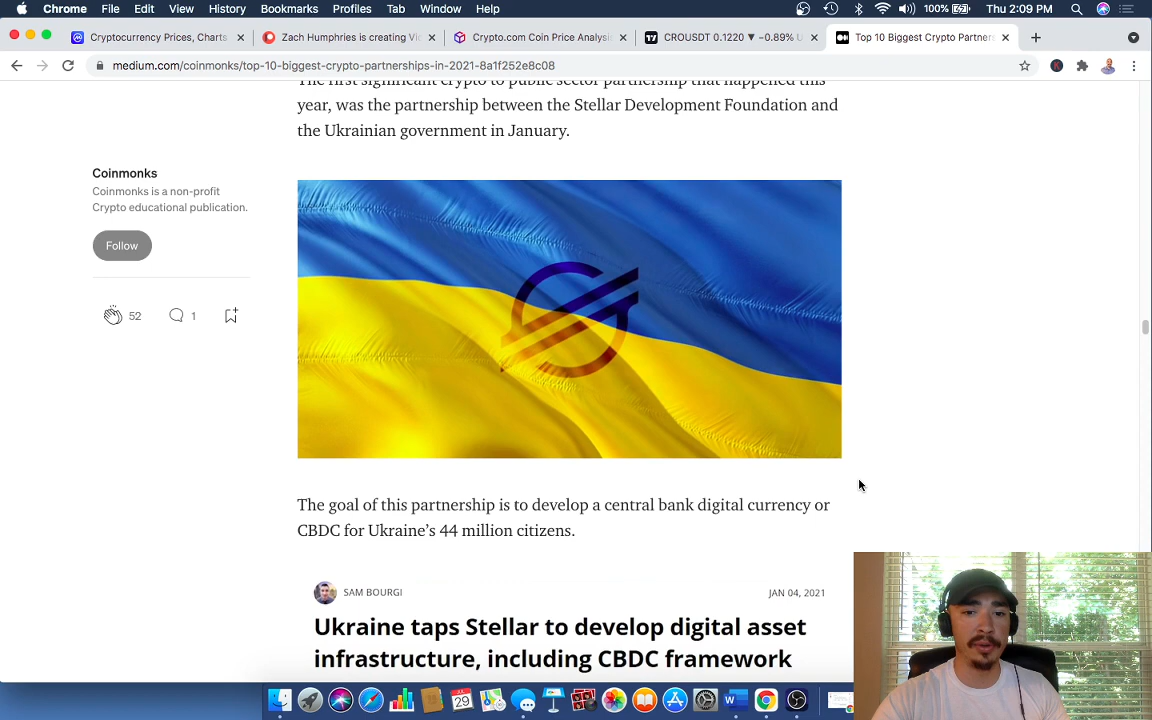 Chrome File Edit View History Bookmarks Profiles Tab Window Help 100% Thu 2:09 PM
Cryptocurrency Prices, Charts Zach Humphries is creating Vi Crypto.com Coin Price Analysi CROUSDT 0.1220 ▼ −0.89% U Top 10 Biggest Crypto Partner
medium.com/coinmonks/top-10-biggest-crypto-partnerships-in-2021-8a1f252e8c08
The first significant crypto to public sector partnership that happened this
year, was the partnership between the Stellar Development Foundation and
the Ukrainian government in January.
Coinmonks
Coinmonks is a non-profit
Crypto educational publication.
Follow
52 1
The goal of this partnership is to develop a central bank digital currency or
CBDC for Ukraine’s 44 million citizens.
SAM BOURGI JAN 04, 2021
Ukraine taps Stellar to develop digital asset
infrastructure, including CBDC framework
29